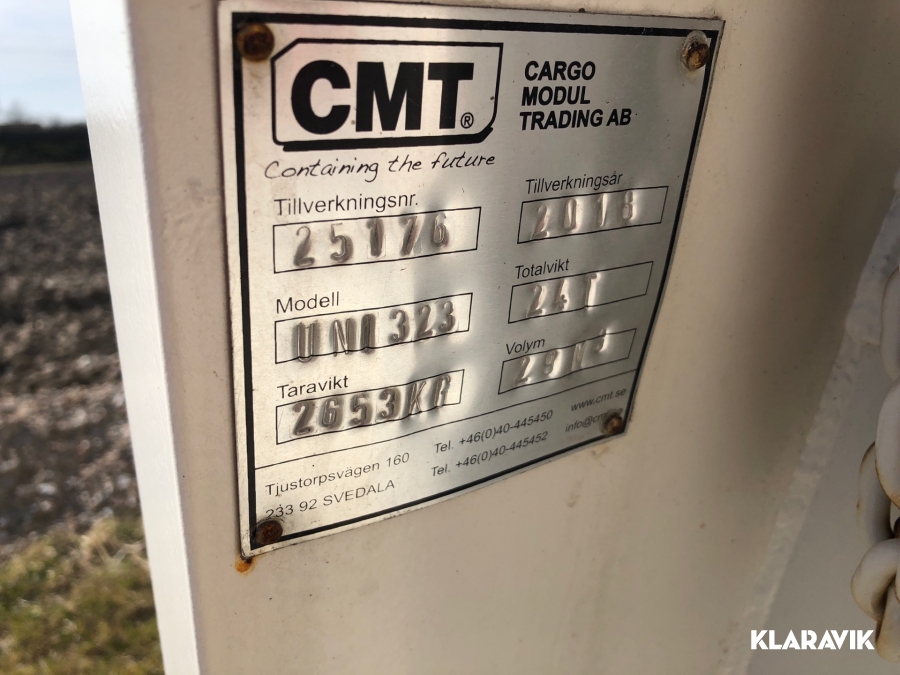 CMT®
CARGO
MODUL
TRADING AB
Containing the future
Tillverkningsnr.
25176
Tillverkningsår
2018
Modell
UNI323
Totalvikt
24T
Taravikt
2653KG
Volym
29M³
Tjustorpsvägen 160
233 92 SVEDALA
Tel. +46(0)40-445450
Tel. +46(0)40-445452
www.cmt.se
KLARAVIK